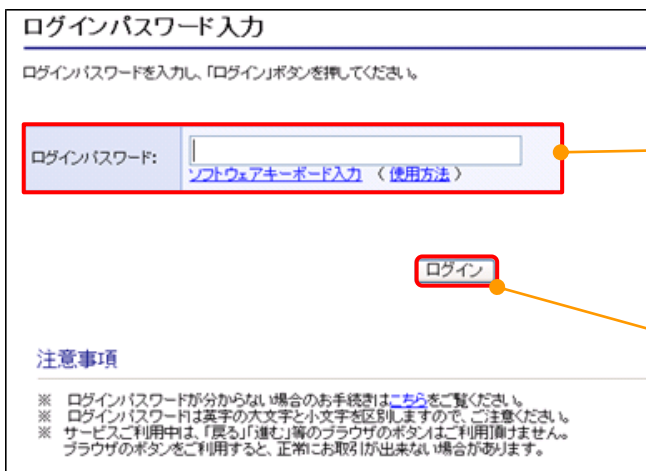 ログインパスワード入力
ログインパスワードを入力し、「ログイン」ボタンを押してください。
ログインパスワード:
ソフトウェアキーボード入力 （使用方法）
ログイン
注意事項
※ ログインパスワードが分からない場合のお手続きはこちらをご覧ください。
※ ログインパスワードは英字の大文字と小文字を区別しますので、ご注意ください。
※ サービスご利用中は、「戻る」「進む」等のブラウザのボタンはご利用頂けません。
ブラウザのボタンをご利用すると、正常にお取引が出来ない場合があります。